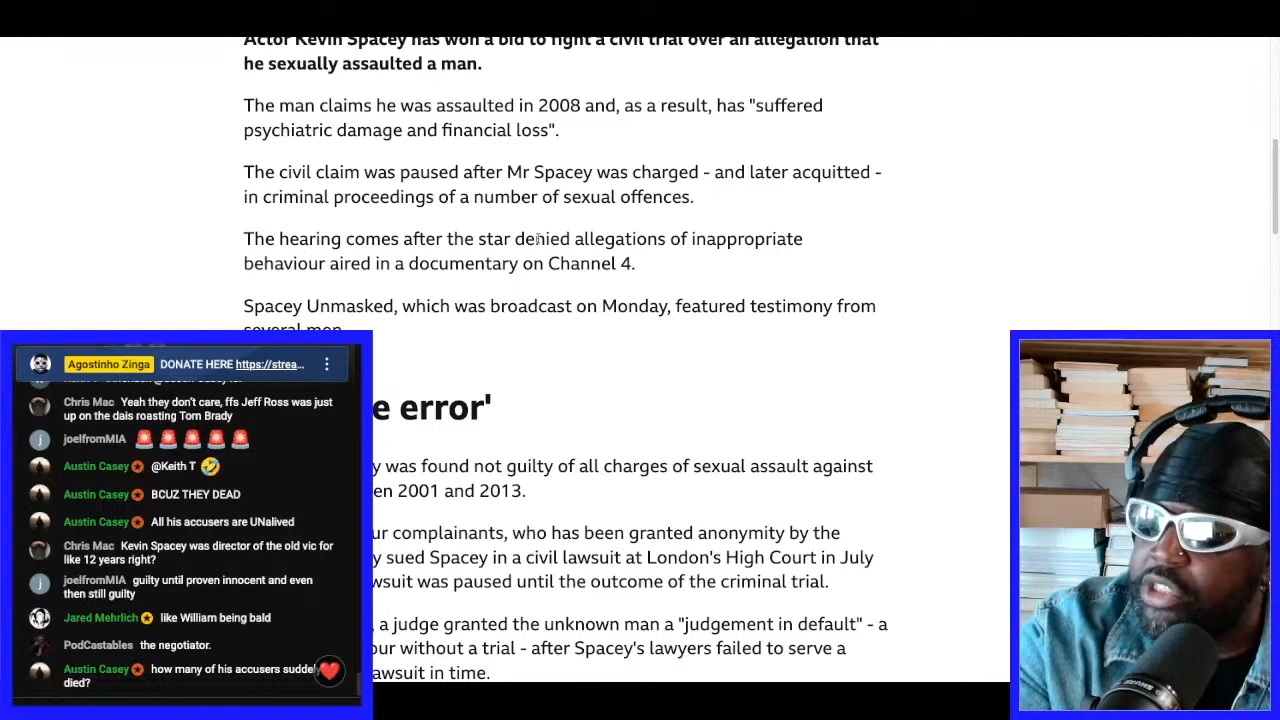 Actor Kevin Spacey has won a bid to fight a civil trial over an allegation that
he sexually assaulted a man.
The man claims he was assaulted in 2008 and, as a result, has "suffered
psychiatric damage and financial loss".
The civil claim was paused after Mr Spacey was charged - and later acquitted -
in criminal proceedings of a number of sexual offences.
The hearing comes after the star denied allegations of inappropriate
behaviour aired in a documentary on Channel 4.
Spacey Unmasked, which was broadcast on Monday, featured testimony from
several men.
e error'
y was found not guilty of all charges of sexual assault against
en 2001 and 2013.
ur complainants, who has been granted anonymity by the
y sued Spacey in a civil lawsuit at London's High Court in July
wsuit was paused until the outcome of the criminal trial.
, a judge granted the unknown man a "judgement in default" - a
our without a trial - after Spacey's lawyers failed to serve a
awsuit in time.
Agostinho Zinga DONATE HERE https://strea...
Chris Mac Yeah they don't care, ffs Jeff Ross was just
up on the dais roasting Tom Brady
joelfromMIA 🚨🚨🚨🚨🚨
Austin Casey @Keith T 🤣
Austin Casey BCUZ THEY DEAD
Austin Casey All his accusers are UNalived
Chris Mac Kevin Spacey was director of the old vic for
like 12 years right?
joelfromMIA guilty until proven innocent and even
then still guilty
Jared Mehrlich like William being bald
PodCastables the negotiator.
Austin Casey how many of his accusers suddely
died?